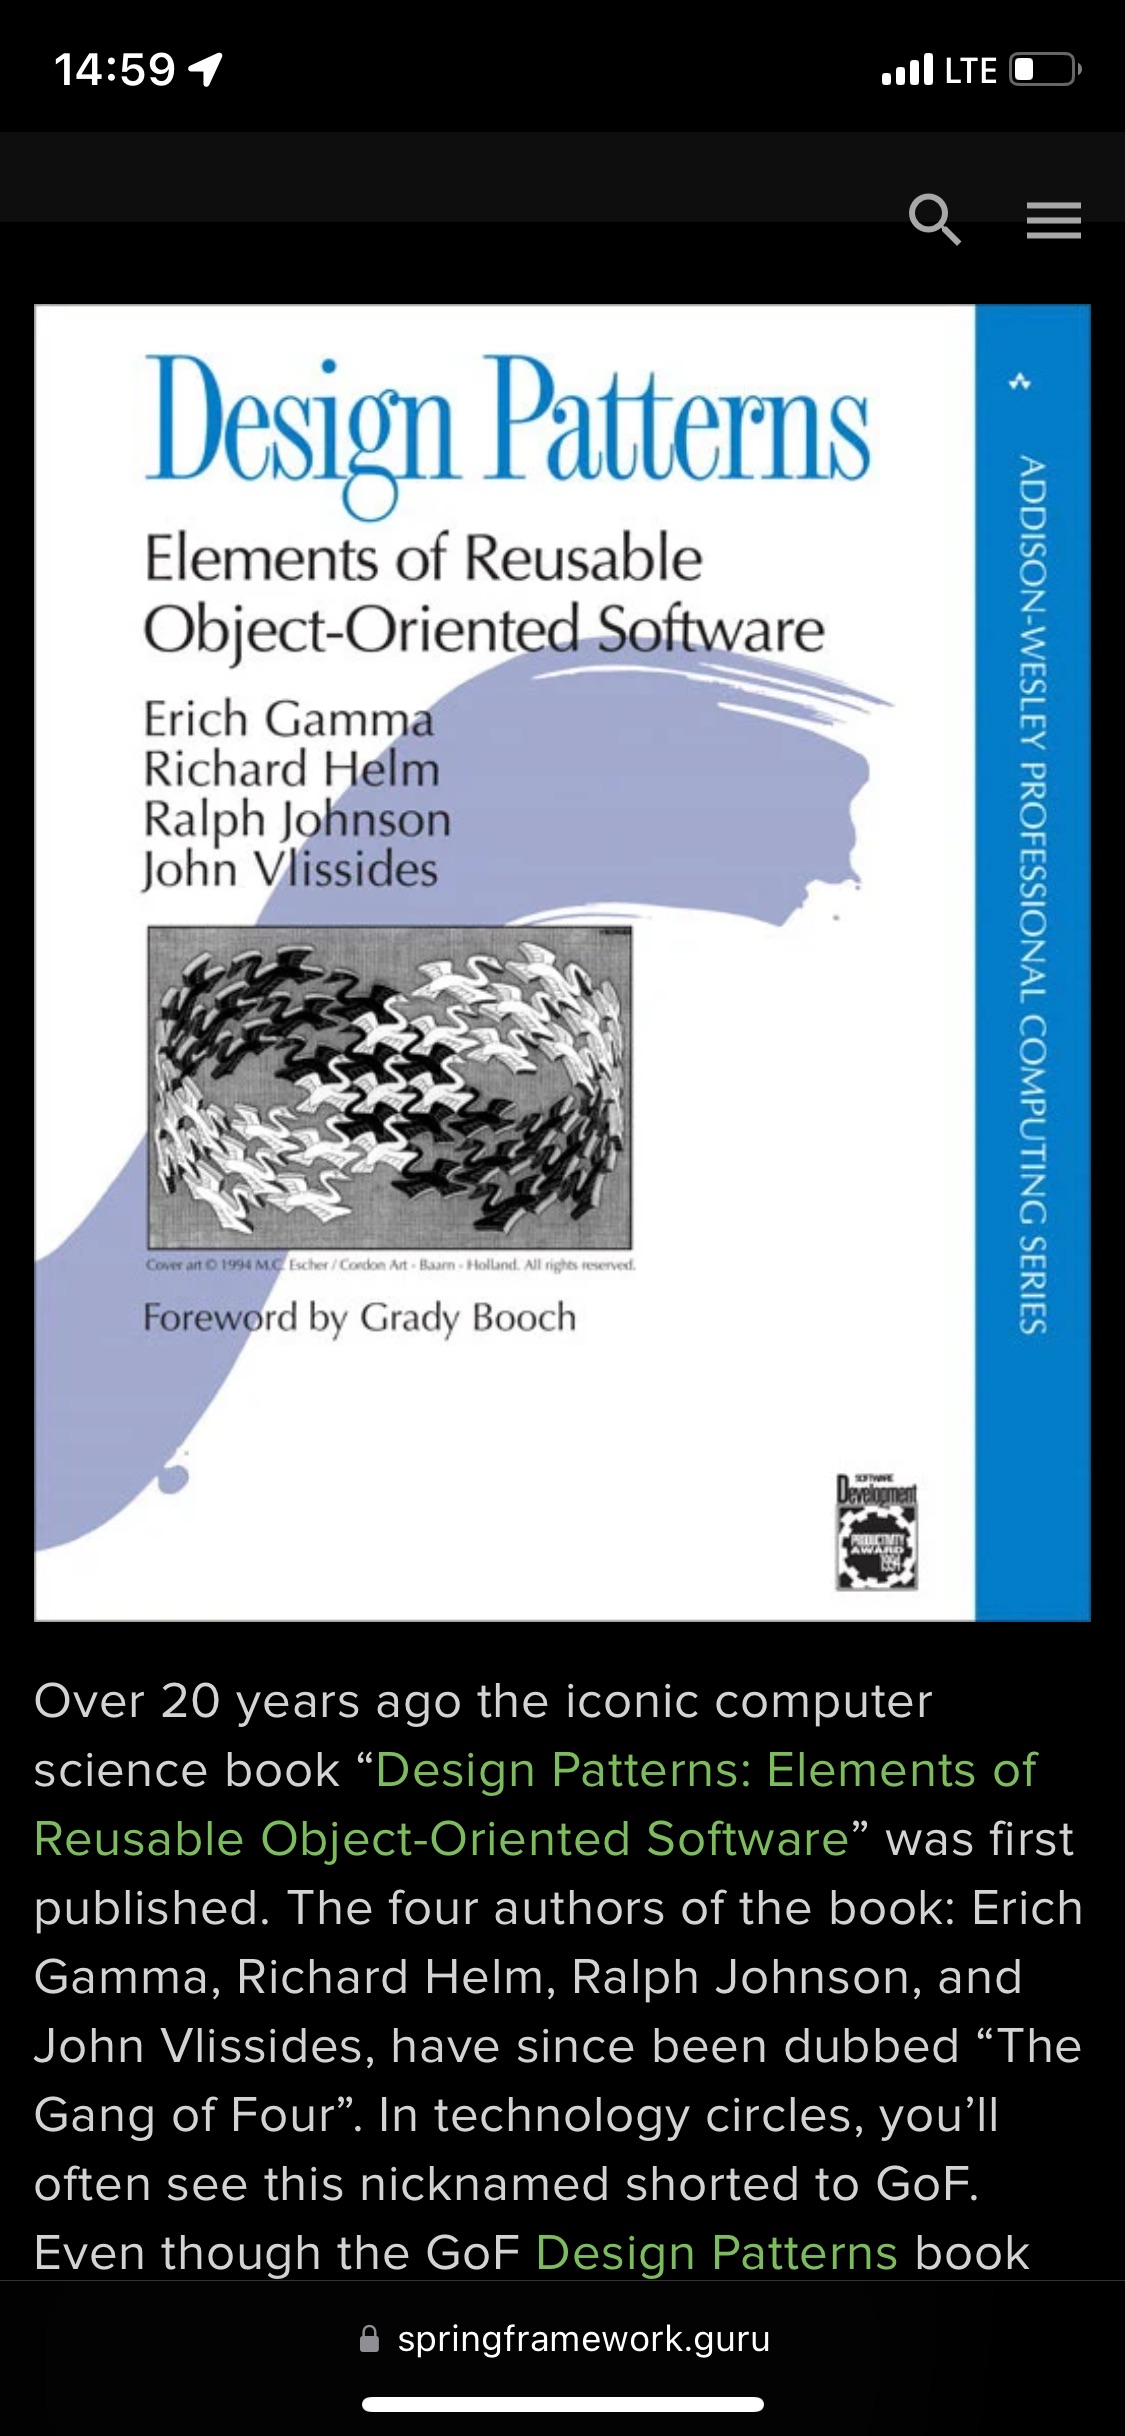 14:59
LTE
Design Patterns
Elements of Reusable
Object-Oriented Software
Erich Gamma
Richard Helm
Ralph Johnson
John Vlissides
Cover art © 1994 M.C. Escher / Cordon Art - Baarn - Holland. All rights reserved.
Foreword by Grady Booch
SOFTWARE
Development
PRODUCTIVITY
AWARD
1994
ADDISON-WESLEY PROFESSIONAL COMPUTING SERIES
Over 20 years ago the iconic computer
science book “Design Patterns: Elements of
Reusable Object-Oriented Software” was first
published. The four authors of the book: Erich
Gamma, Richard Helm, Ralph Johnson, and
John Vlissides, have since been dubbed “The
Gang of Four”. In technology circles, you’ll
often see this nicknamed shorted to GoF.
Even though the GoF Design Patterns book
springframework.guru